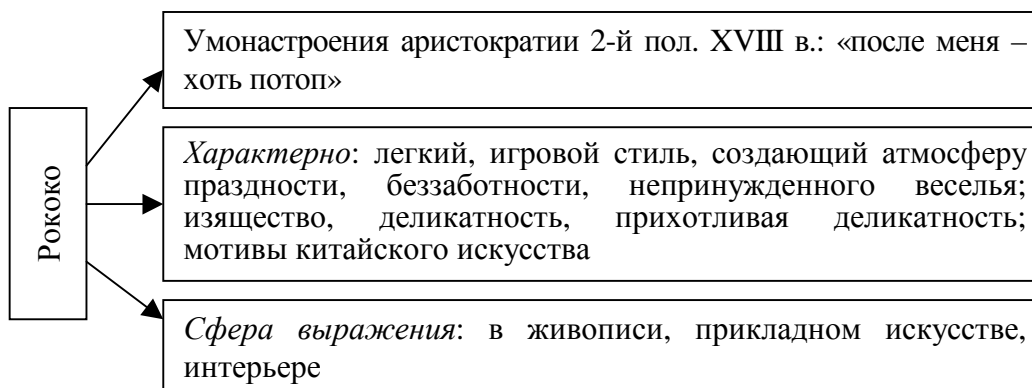 Рококо
Умонастроения аристократии 2-й пол. XVIII в.: «после меня –
хоть потоп»
Характерно: легкий, игровой стиль, создающий атмосферу
праздности, беззаботности, непринужденного веселья;
изящество, деликатность, прихотливая деликатность;
мотивы китайского искусства
Сфера выражения: в живописи, прикладном искусстве,
интерьере